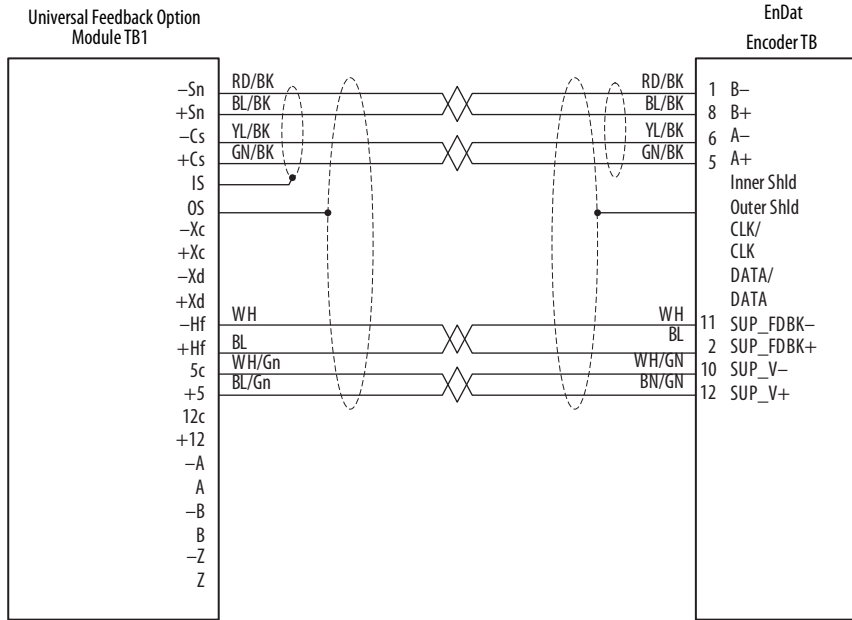 Universal Feedback Option
Module TB1
EnDat
Encoder TB
–Sn RD/BK RD/BK 1 B–
+Sn BL/BK BL/BK 8 B+
–Cs YL/BK YL/BK 6 A–
+Cs GN/BK GN/BK 5 A+
IS Inner Shld
OS Outer Shld
–Xc CLK/
+Xc CLK
–Xd DATA/
+Xd DATA
–Hf WH WH 11 SUP_FDBK–
+Hf BL BL 2 SUP_FDBK+
5c WH/Gn WH/GN 10 SUP_V–
+5 BL/Gn BN/GN 12 SUP_V+
12c
+12
–A
A
–B
B
–Z
Z